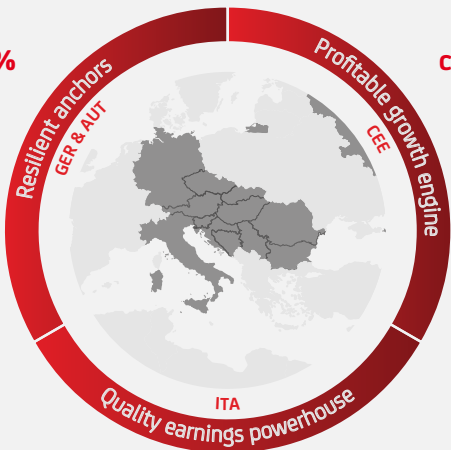 %
c
Resilient anchors
GER & AUT
Profitable growth engine
CEE
ITA
Quality earnings powerhouse